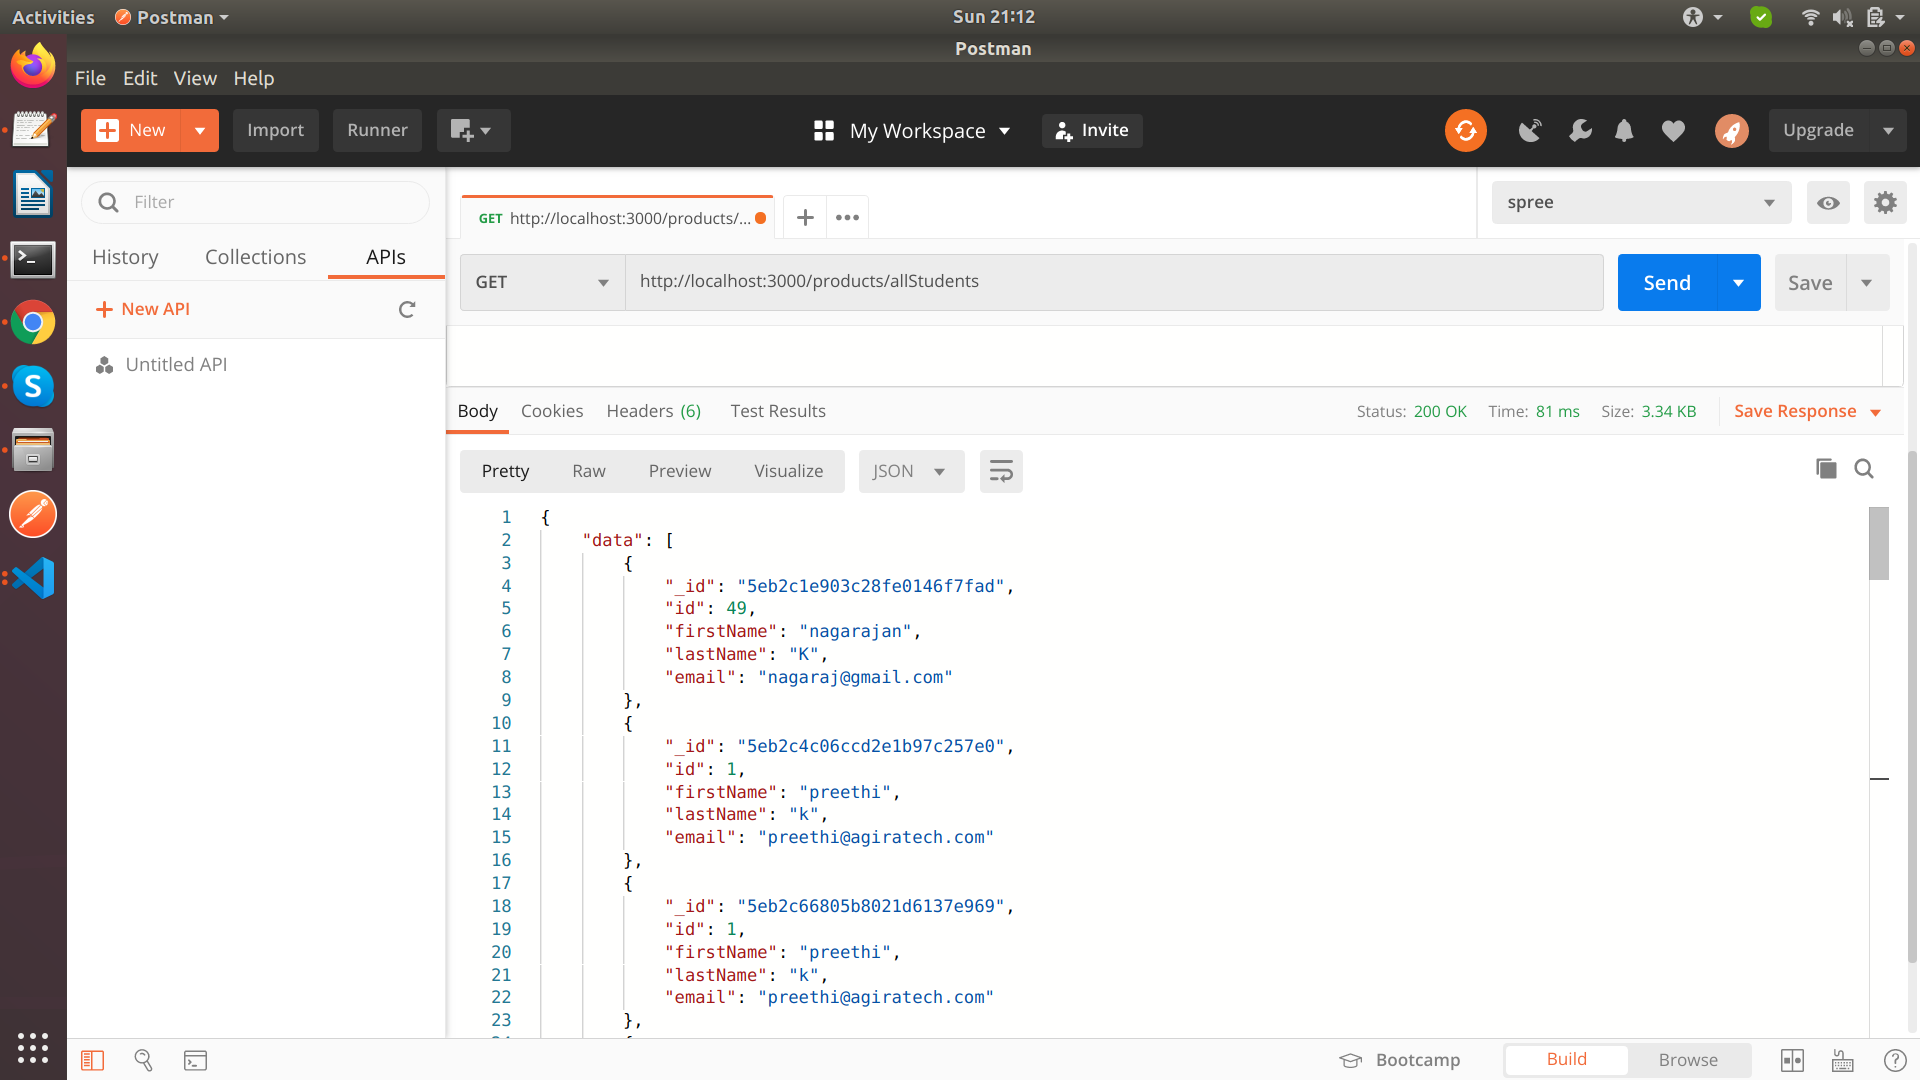 Activities Postman Sun 21:12
Postman
File Edit View Help
New Import Runner My Workspace Invite Upgrade
Filter
History Collections APIs
New API
Untitled API
GET http://localhost:3000/products/...
spree
GET http://localhost:3000/products/allStudents Send Save
Body Cookies Headers (6) Test Results Status: 200 OK Time: 81 ms Size: 3.34 KB Save Response
Pretty Raw Preview Visualize JSON
1 {
2 "data": [
3 {
4 "_id": "5eb2c1e903c28fe0146f7fad",
5 "id": 49,
6 "firstName": "nagarajan",
7 "lastName": "K",
8 "email": "nagaraj@gmail.com"
9 },
10 {
11 "_id": "5eb2c4c06ccd2e1b97c257e0",
12 "id": 1,
13 "firstName": "preethi",
14 "lastName": "k",
15 "email": "preethi@agiratech.com"
16 },
17 {
18 "_id": "5eb2c66805b8021d6137e969",
19 "id": 1,
20 "firstName": "preethi",
21 "lastName": "k",
22 "email": "preethi@agiratech.com"
23 },
Bootcamp Build Browse